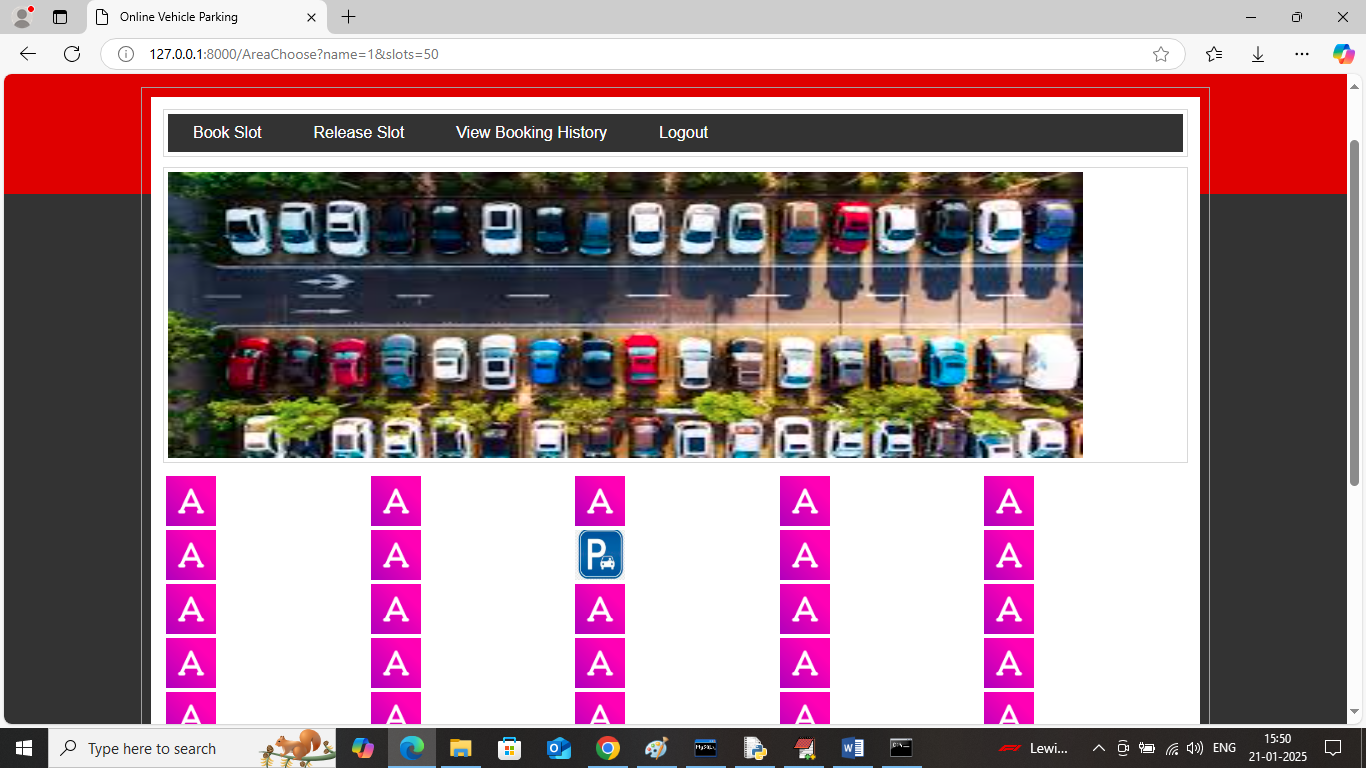 Online Vehicle Parking
127.0.0.1:8000/AreaChoose?name=1&slots=50
Book Slot Release Slot View Booking History Logout
A A A A A
A A P A A
A A A A A
A A A A A
A A A A A
Type here to search
Lewi... ENG 15:50
21-01-2025